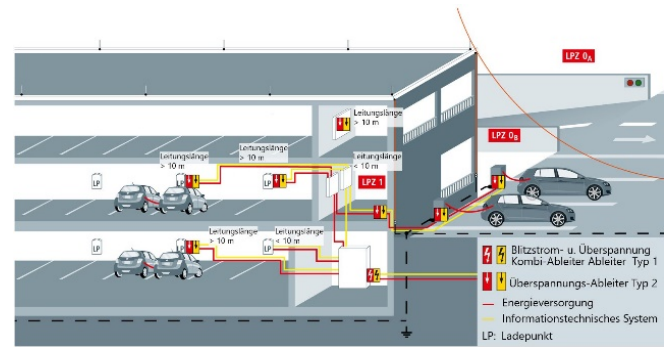 LPZ 0A
LPZ 0B
Leitungslänge
> 10 m
Leitungslänge
> 10 m
Leitungslänge
> 10 m
Leitungslänge
< 10 m
LP
LP
LPZ 1
Leitungslänge
> 10 m
Leitungslänge
< 10 m
LP
LP
Blitzstrom- u. Überspannung
Kombi-Ableiter Ableiter Typ 1
Überspannungs-Ableiter Typ 2
Energieversorgung
Informationstechnisches System
LP: Ladepunkt